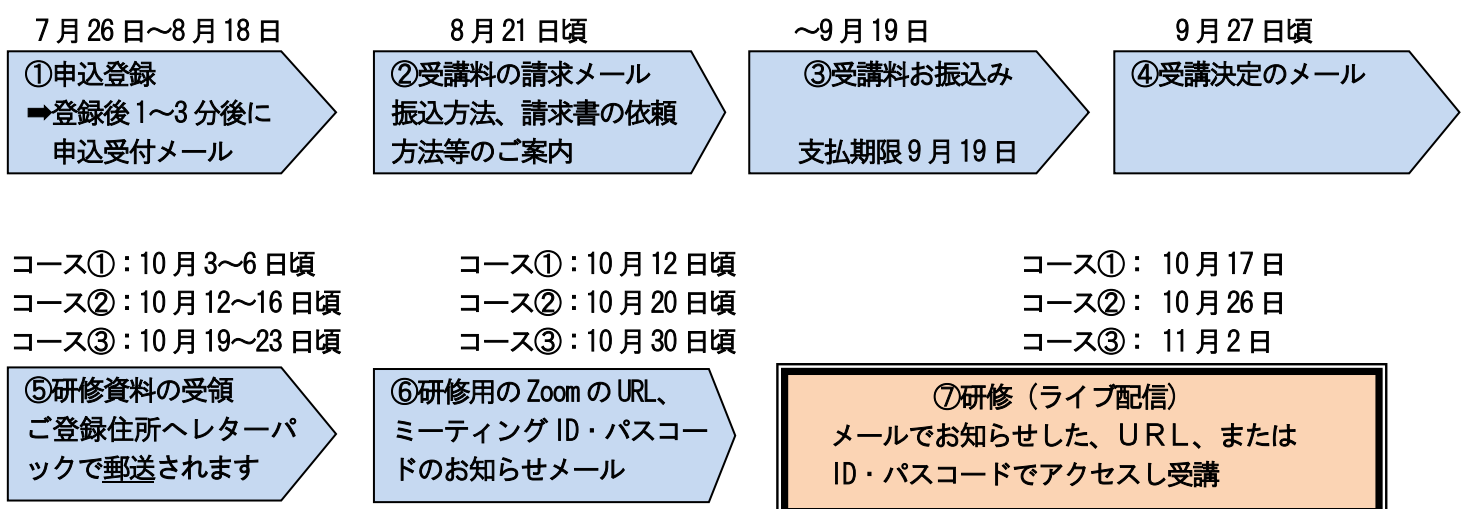 7月26日～8月18日
①申込登録
➡登録後1～3分後に
申込受付メール
8月21日頃
②受講料の請求メール
振込方法、請求書の依頼
方法等のご案内
～9月19日
③受講料お振込み
支払期限9月19日
9月27日頃
④受講決定のメール
コース①：10月3～6日頃
コース②：10月12～16日頃
コース③：10月19～23日頃
⑤研修資料の受領
ご登録住所へレターパ
ックで郵送されます
コース①：10月12日頃
コース②：10月20日頃
コース③：10月30日頃
⑥研修用のZoomのURL、
ミーティングID・パスコー
ドのお知らせメール
コース①： 10月17日
コース②： 10月26日
コース③： 11月2日
⑦研修（ライブ配信）
メールでお知らせした、ＵＲＬ、または
ID・パスコードでアクセスし受講